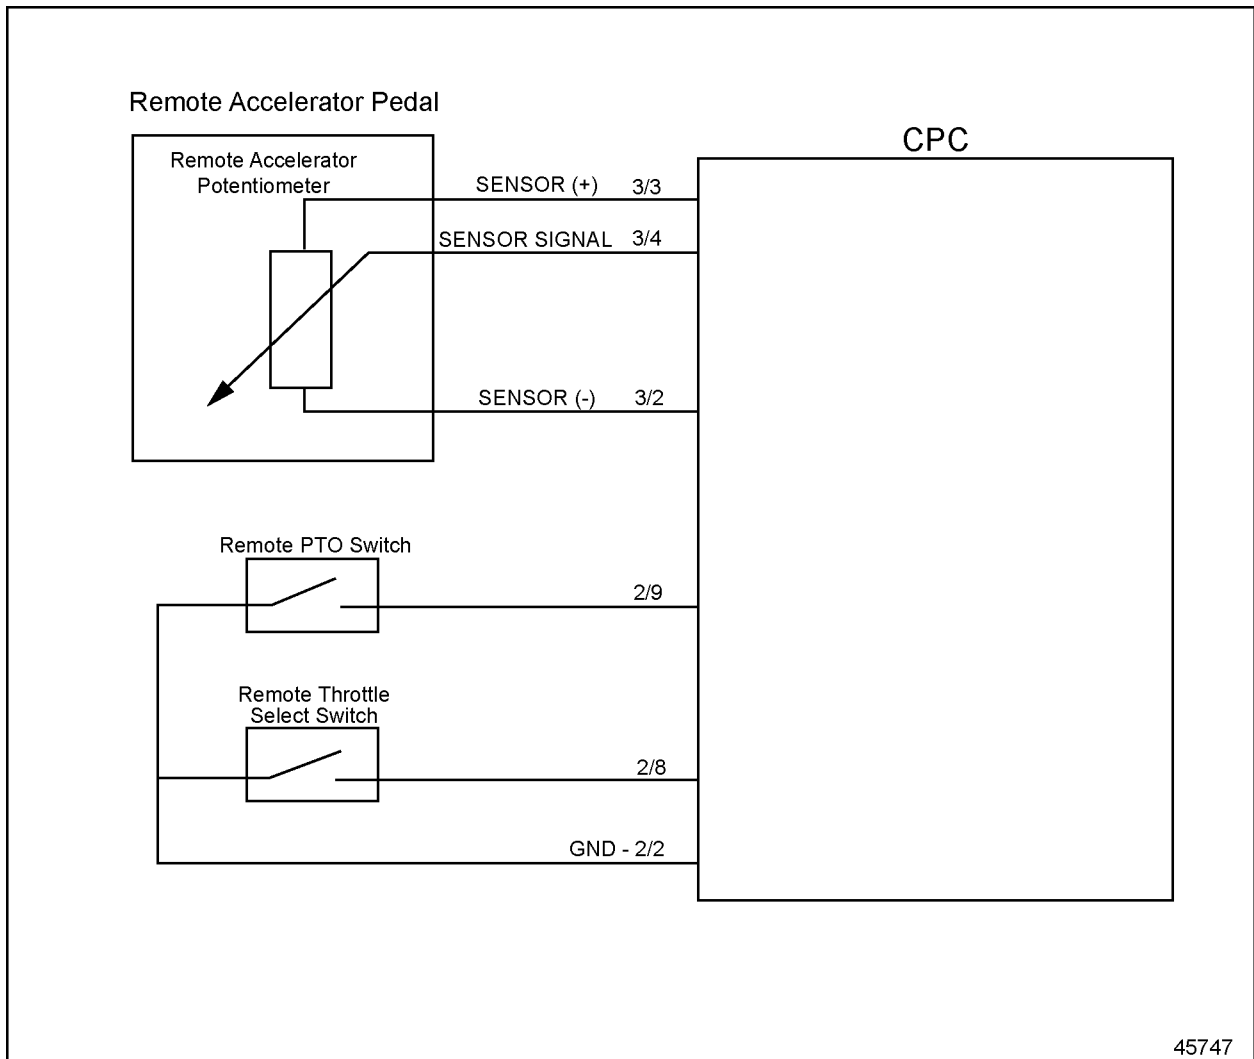 Remote Accelerator Pedal
CPC
Remote Accelerator
Potentiometer
SENSOR (+) 3/3
SENSOR SIGNAL 3/4
SENSOR (-) 3/2
Remote PTO Switch
2/9
Remote Throttle
Select Switch
2/8
GND - 2/2
45747